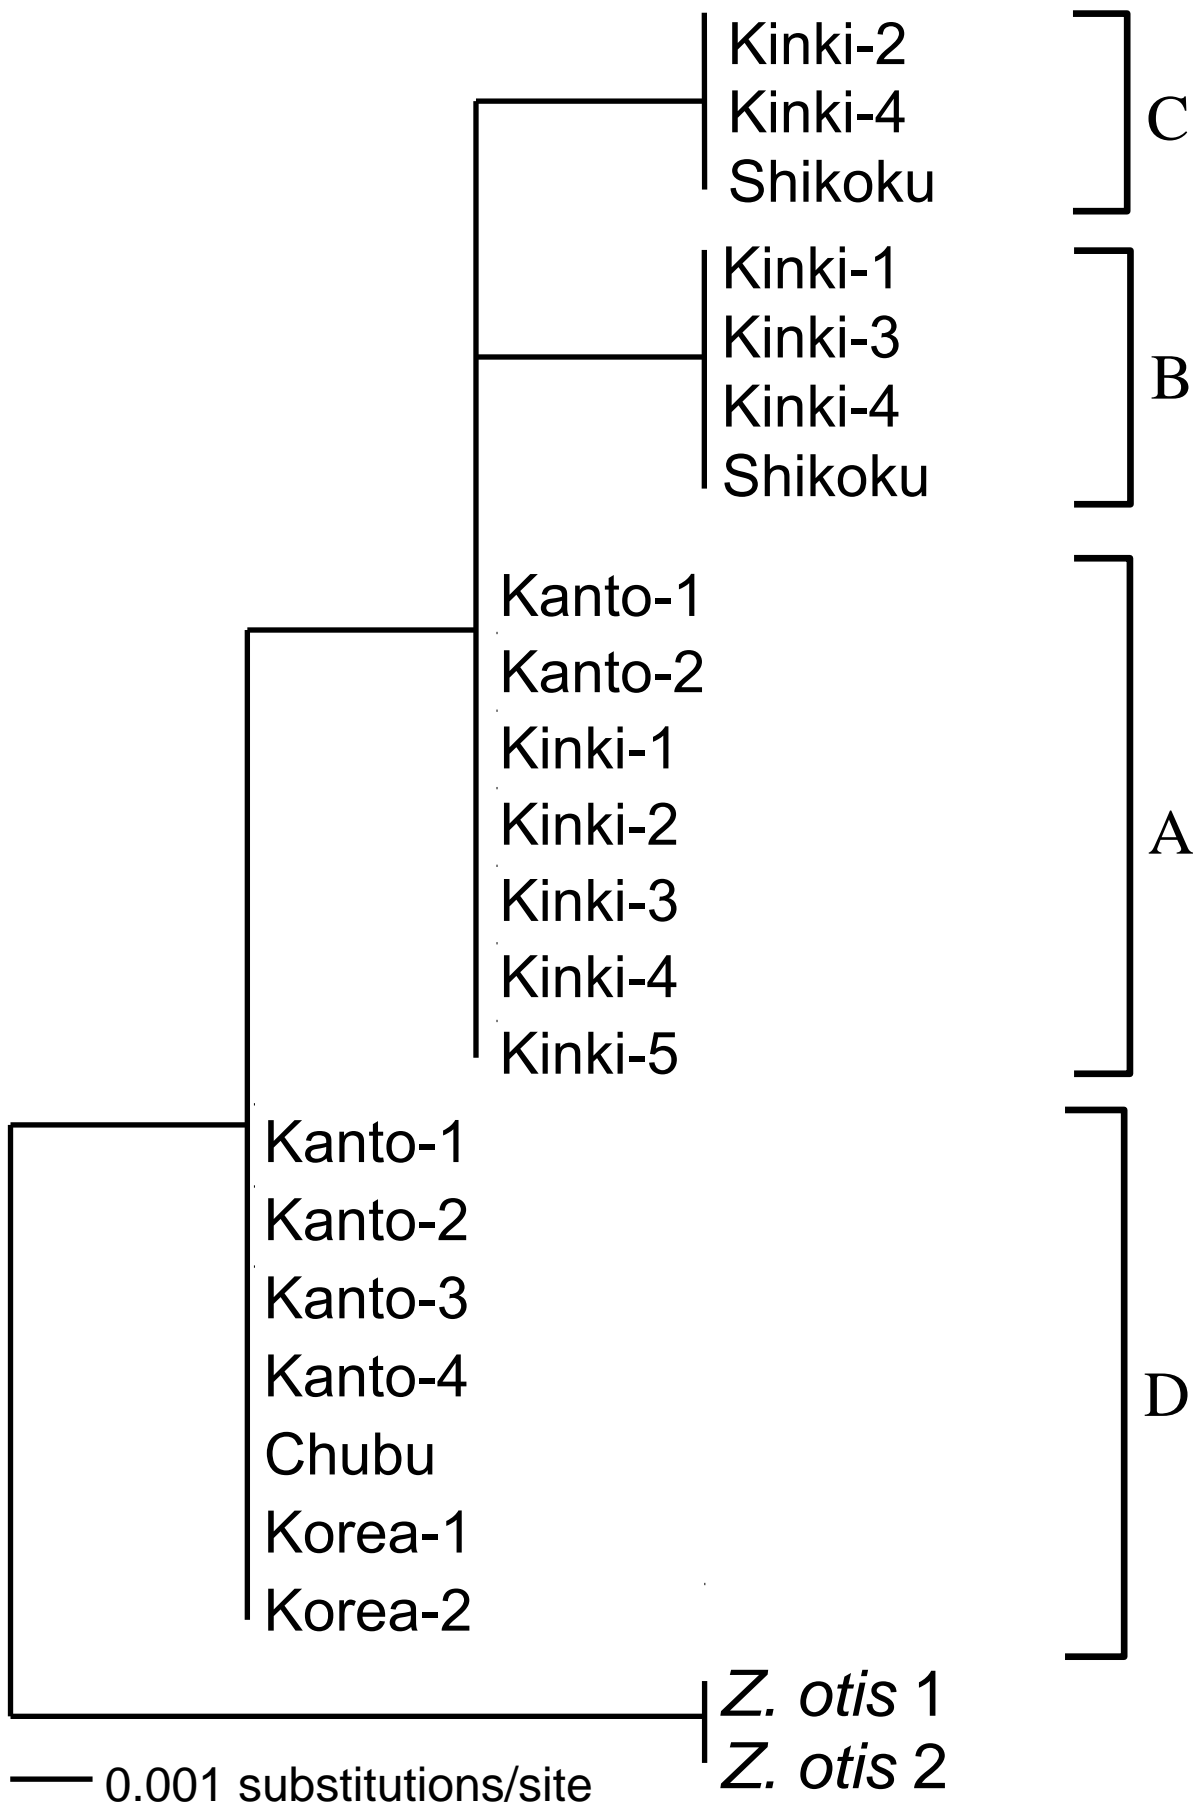 Kinki-2
Kinki-4
Shikoku
C
Kinki-1
Kinki-3
Kinki-4
Shikoku
B
Kanto-1
Kanto-2
Kinki-1
Kinki-2
Kinki-3
Kinki-4
Kinki-5
A
Kanto-1
Kanto-2
Kanto-3
Kanto-4
Chubu
Korea-1
Korea-2
D
Z. otis 1
Z. otis 2
0.001 substitutions/site